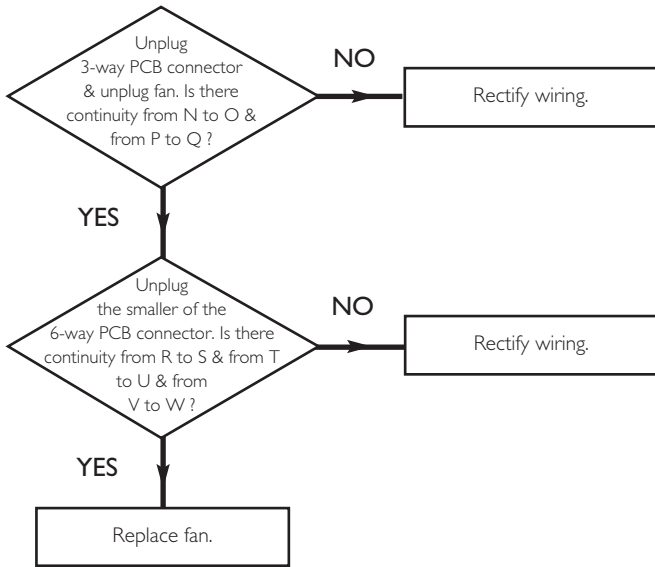 Unplug
3-way PCB connector
& unplug fan. Is there
continuity from N to O &
from P to Q ?
NO
Rectify wiring.
YES
Unplug
the smaller of the
6-way PCB connector. Is there
continuity from R to S & from T
to U & from
V to W ?
NO
Rectify wiring.
YES
Replace fan.